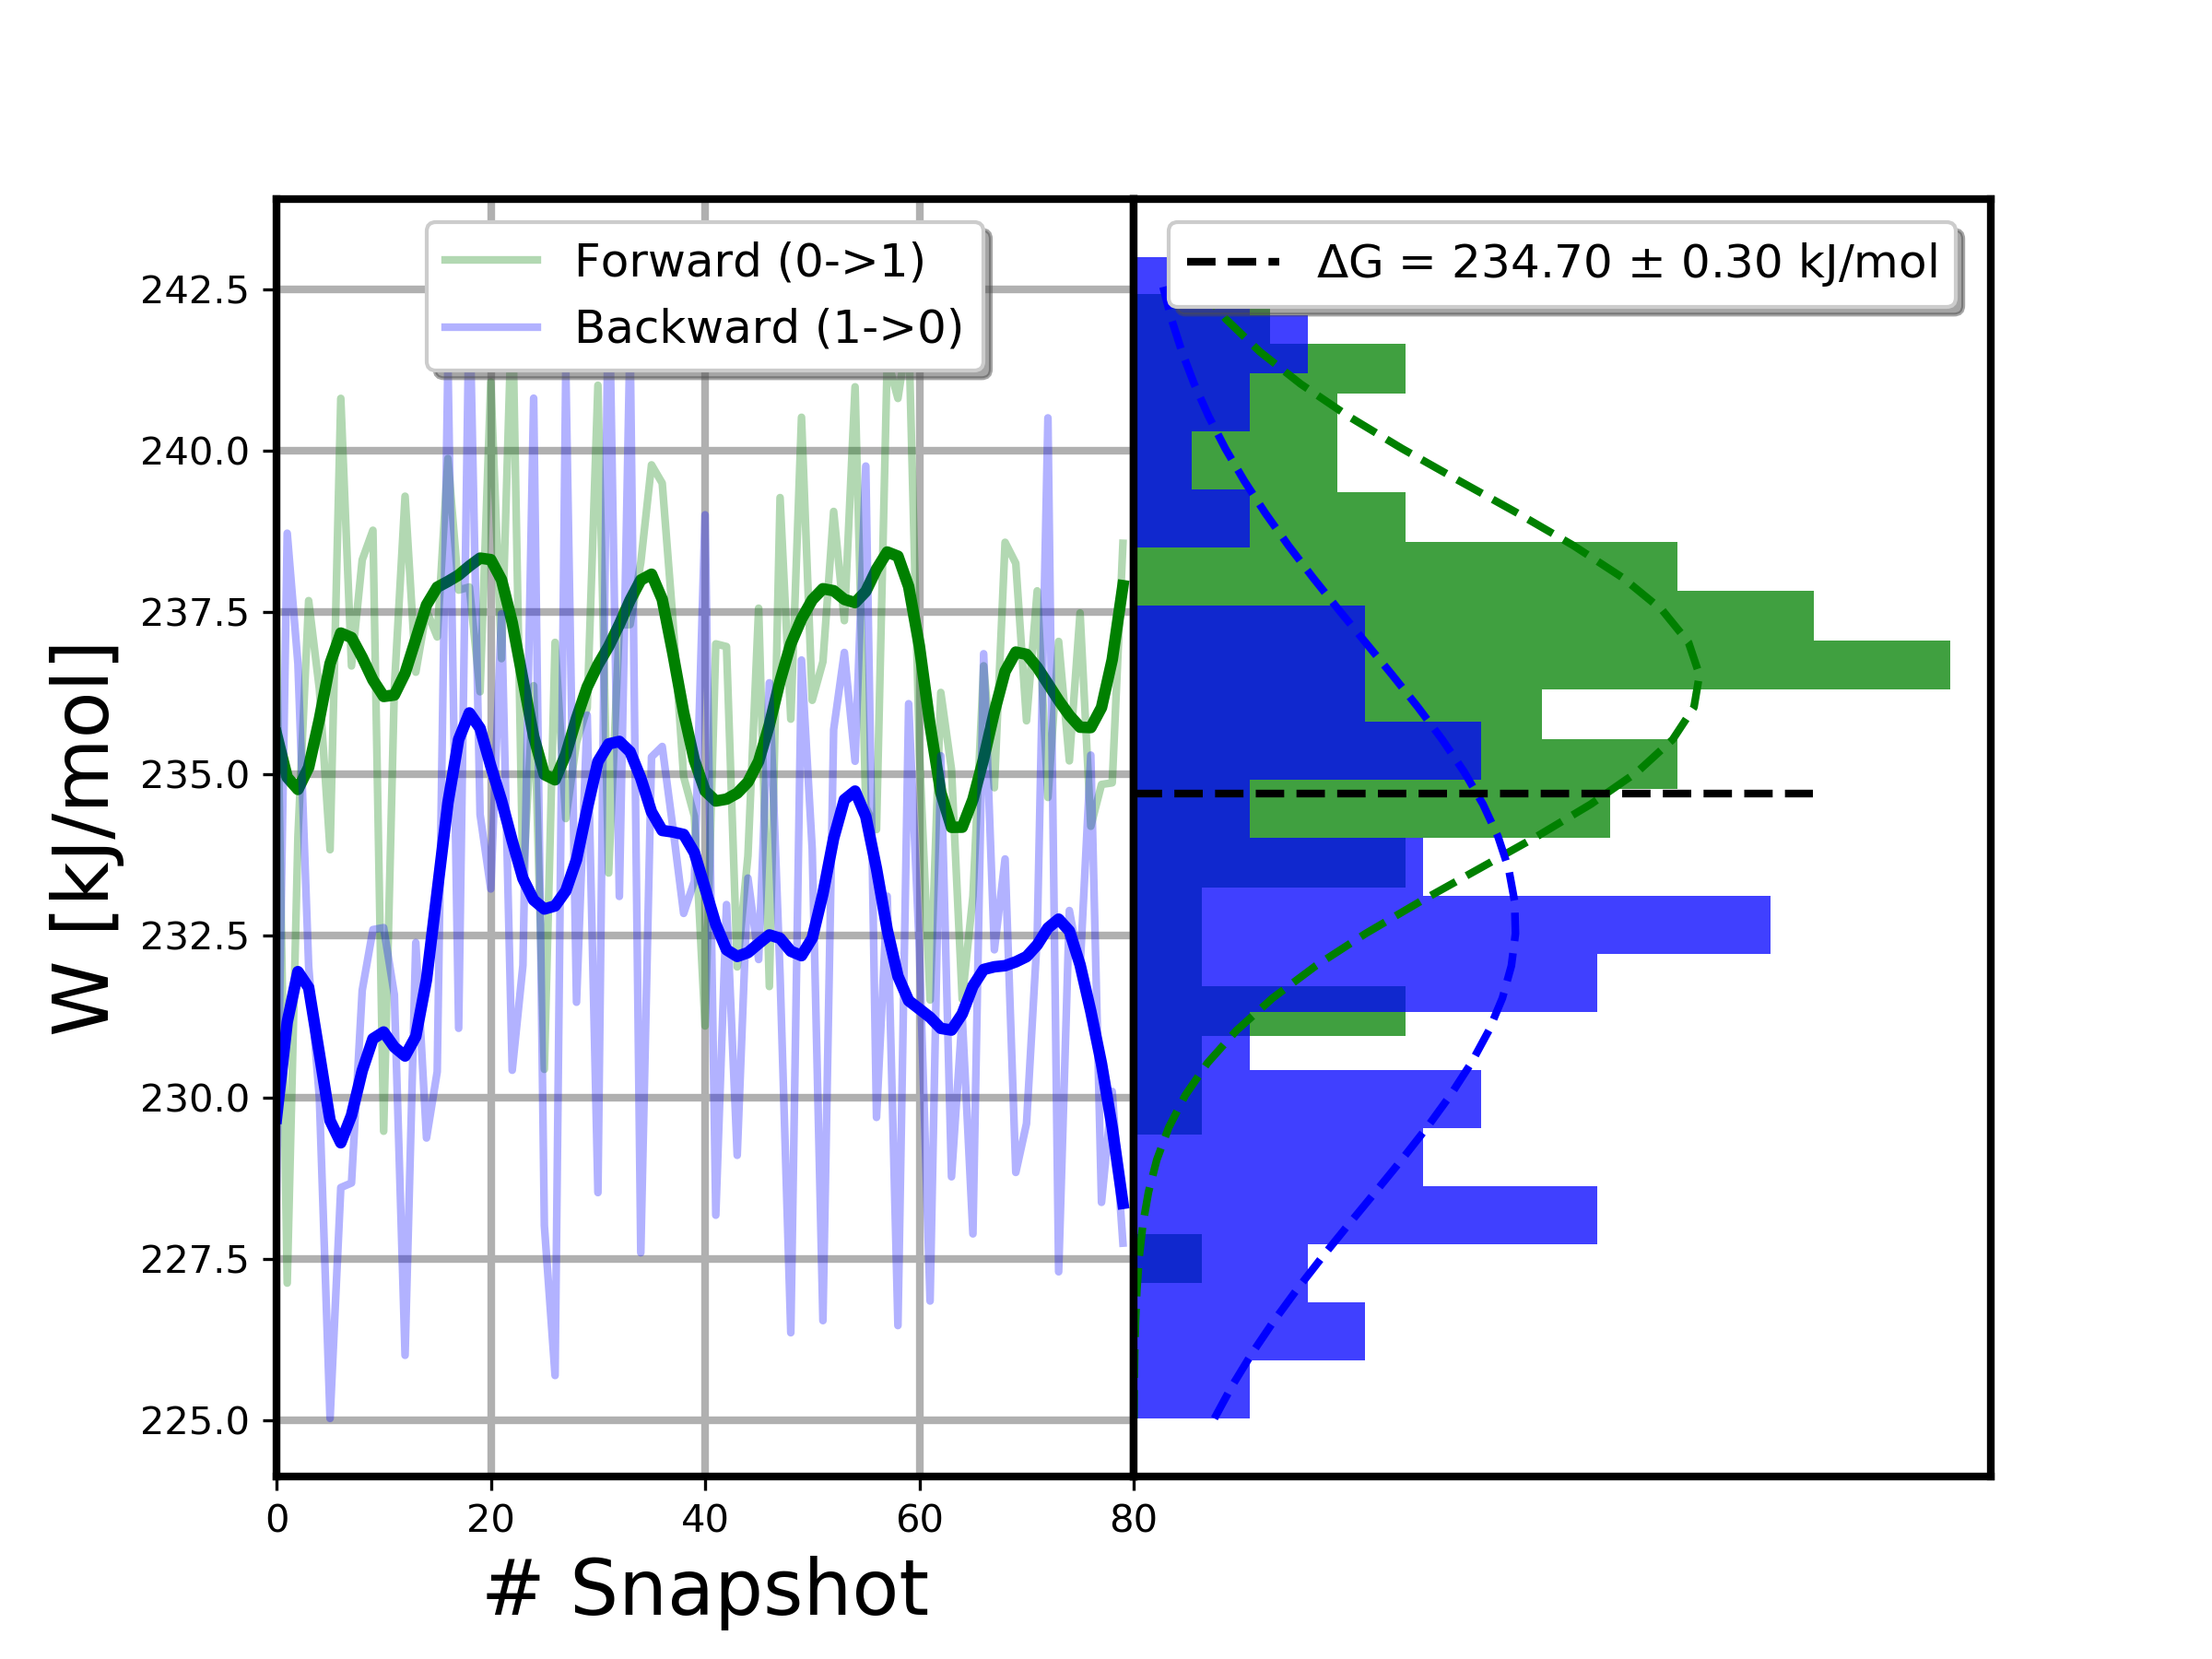 Forward (0->1)
Backward (1->0)
ΔG = 234.70 ± 0.30 kJ/mol
242.5
240.0
237.5
235.0
232.5
230.0
227.5
225.0
W [kJ/mol]
0 20 40 60 80
# Snapshot